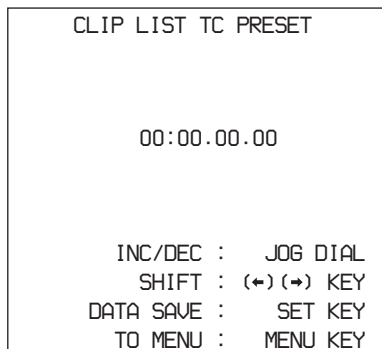 CLIP LIST TC PRESET
00:00.00.00
INC/DEC : JOG DIAL
SHIFT : (←)(→) KEY
DATA SAVE : SET KEY
TO MENU : MENU KEY